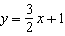 y = 3/2 x + 1